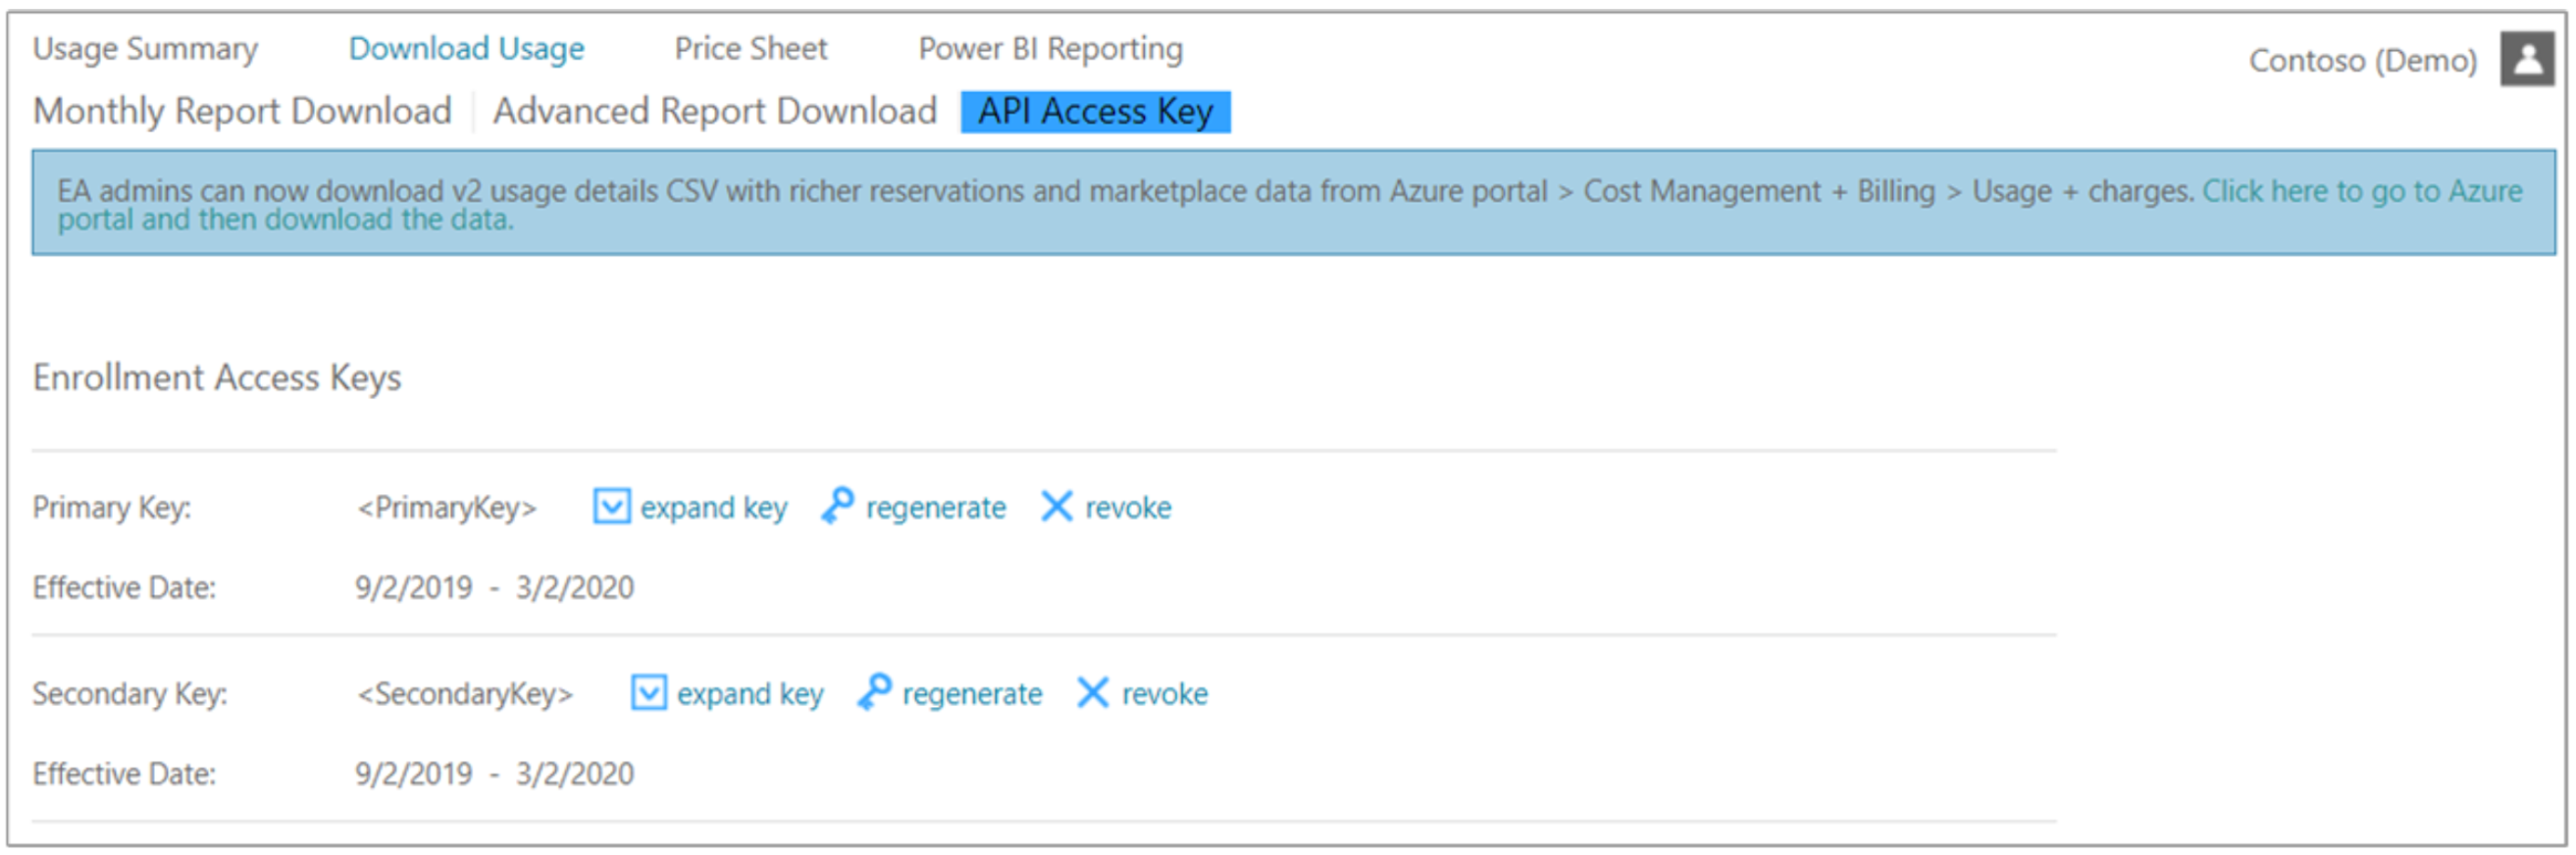 Usage Summary Download Usage Price Sheet Power BI Reporting Contoso (Demo)
Monthly Report Download Advanced Report Download API Access Key
EA admins can now download v2 usage details CSV with richer reservations and marketplace data from Azure portal > Cost Management + Billing > Usage + charges. Click here to go to Azure
portal and then download the data.
Enrollment Access Keys
Primary Key: <PrimaryKey> expand key regenerate revoke
Effective Date: 9/2/2019 - 3/2/2020
Secondary Key: <SecondaryKey> expand key regenerate revoke
Effective Date: 9/2/2019 - 3/2/2020